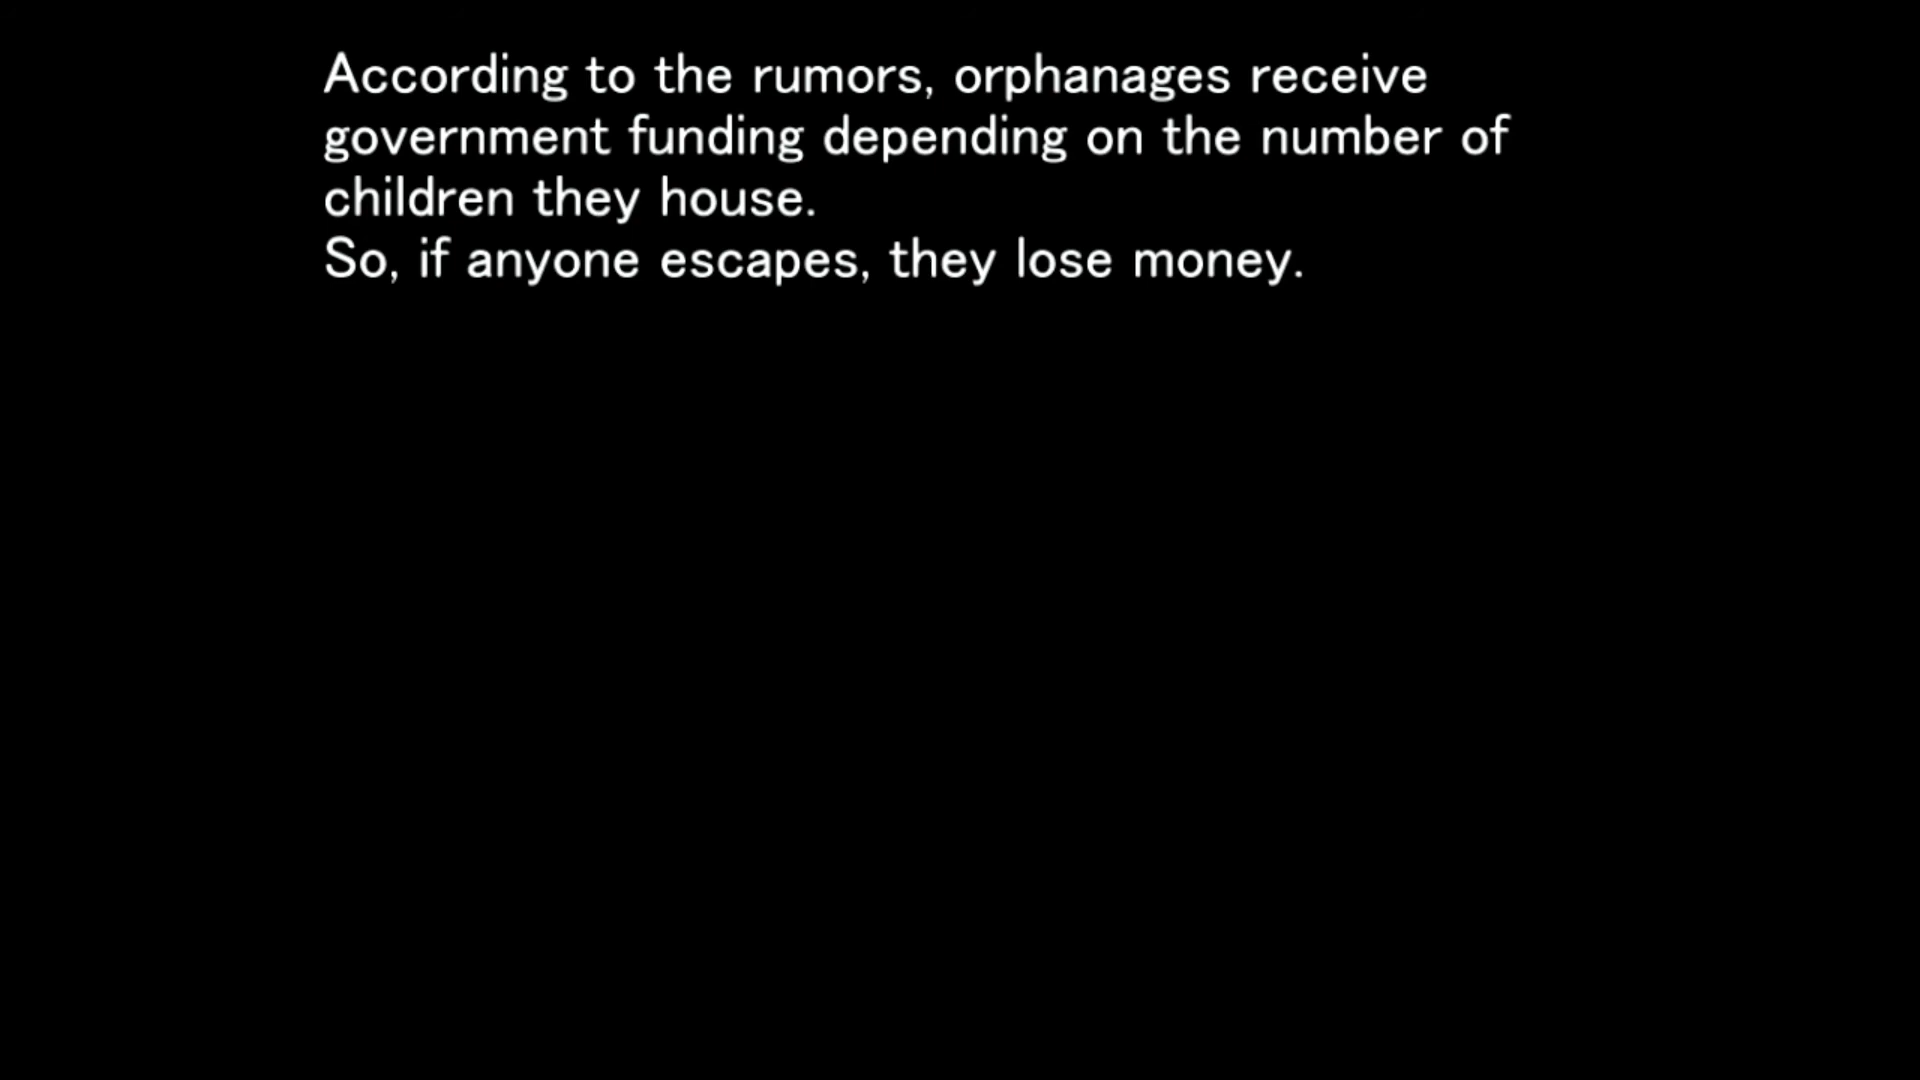 According to the rumors, orphanages receive
government funding depending on the number of
children they house.
So, if anyone escapes, they lose money.